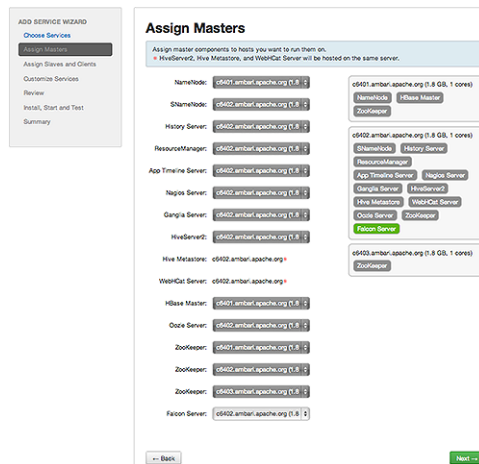 ADD SERVICE WIZARD
Choose Services
Assign Masters
Assign Slaves and Clients
Customize Services
Review
Install, Start and Test
Summary
Assign Masters
Assign master components to hosts you want to run them on.
* HiveServer2, Hive Metastore, and WebHCat Server will be hosted on the same server.
NameNode: c6401.ambari.apache.org (1.8
SNameNode: c6402.ambari.apache.org (1.8
History Server: c6402.ambari.apache.org (1.8
ResourceManager: c6402.ambari.apache.org (1.8
App Timeline Server: c6402.ambari.apache.org (1.8
Nagios Server: c6402.ambari.apache.org (1.8
Ganglia Server: c6402.ambari.apache.org (1.8
HiveServer2: c6402.ambari.apache.org (1.8
Hive Metastore: c6402.ambari.apache.org*
WebHCat Server: c6402.ambari.apache.org*
HBase Master: c6401.ambari.apache.org (1.8
Oozie Server: c6402.ambari.apache.org (1.8
ZooKeeper: c6401.ambari.apache.org (1.8
ZooKeeper: c6402.ambari.apache.org (1.8
ZooKeeper: c6403.ambari.apache.org (1.8
Falcon Server: c6402.ambari.apache.org (1.8
c6401.ambari.apache.org (1.8 GB, 1 cores)
NameNode HBase Master
ZooKeeper
c6402.ambari.apache.org (1.8 GB, 1 cores)
SNameNode History Server
ResourceManager
App Timeline Server Nagios Server
Ganglia Server HiveServer2
Hive Metastore WebHCat Server
Oozie Server ZooKeeper
Falcon Server
c6403.ambari.apache.org (1.8 GB, 1 cores)
ZooKeeper
← Back
Next →